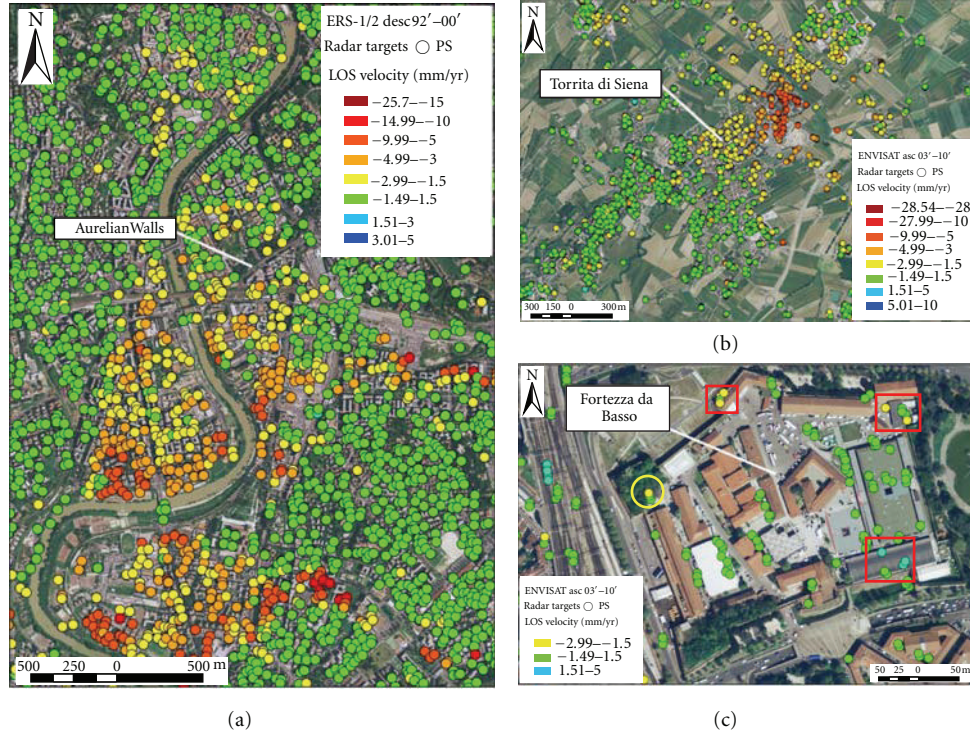 N
ERS-1/2 desc 92′–00′
Radar targets ○ PS
LOS velocity (mm/yr)
−25.7–−15
−14.99–−10
−9.99–−5
−4.99–−3
−2.99–−1.5
−1.49–1.5
1.51–3
3.01–5
AurelianWalls
500 250 0 500 m
(a)
N
Torrita di Siena
ENVISAT asc 03′–10′
Radar targets ○ PS
LOS velocity (mm/yr)
−28.54–−28
−27.99–−10
−9.99–−5
−4.99–−3
−2.99–−1.5
−1.49–1.5
1.51–5
5.01–10
300 150 0 300 m
(b)
N
Fortezza da
Basso
ENVISAT asc 03′–10′
Radar targets ○ PS
LOS velocity (mm/yr)
−2.99–−1.5
−1.49–1.5
1.51–5
50 25 0 50 m
(c)